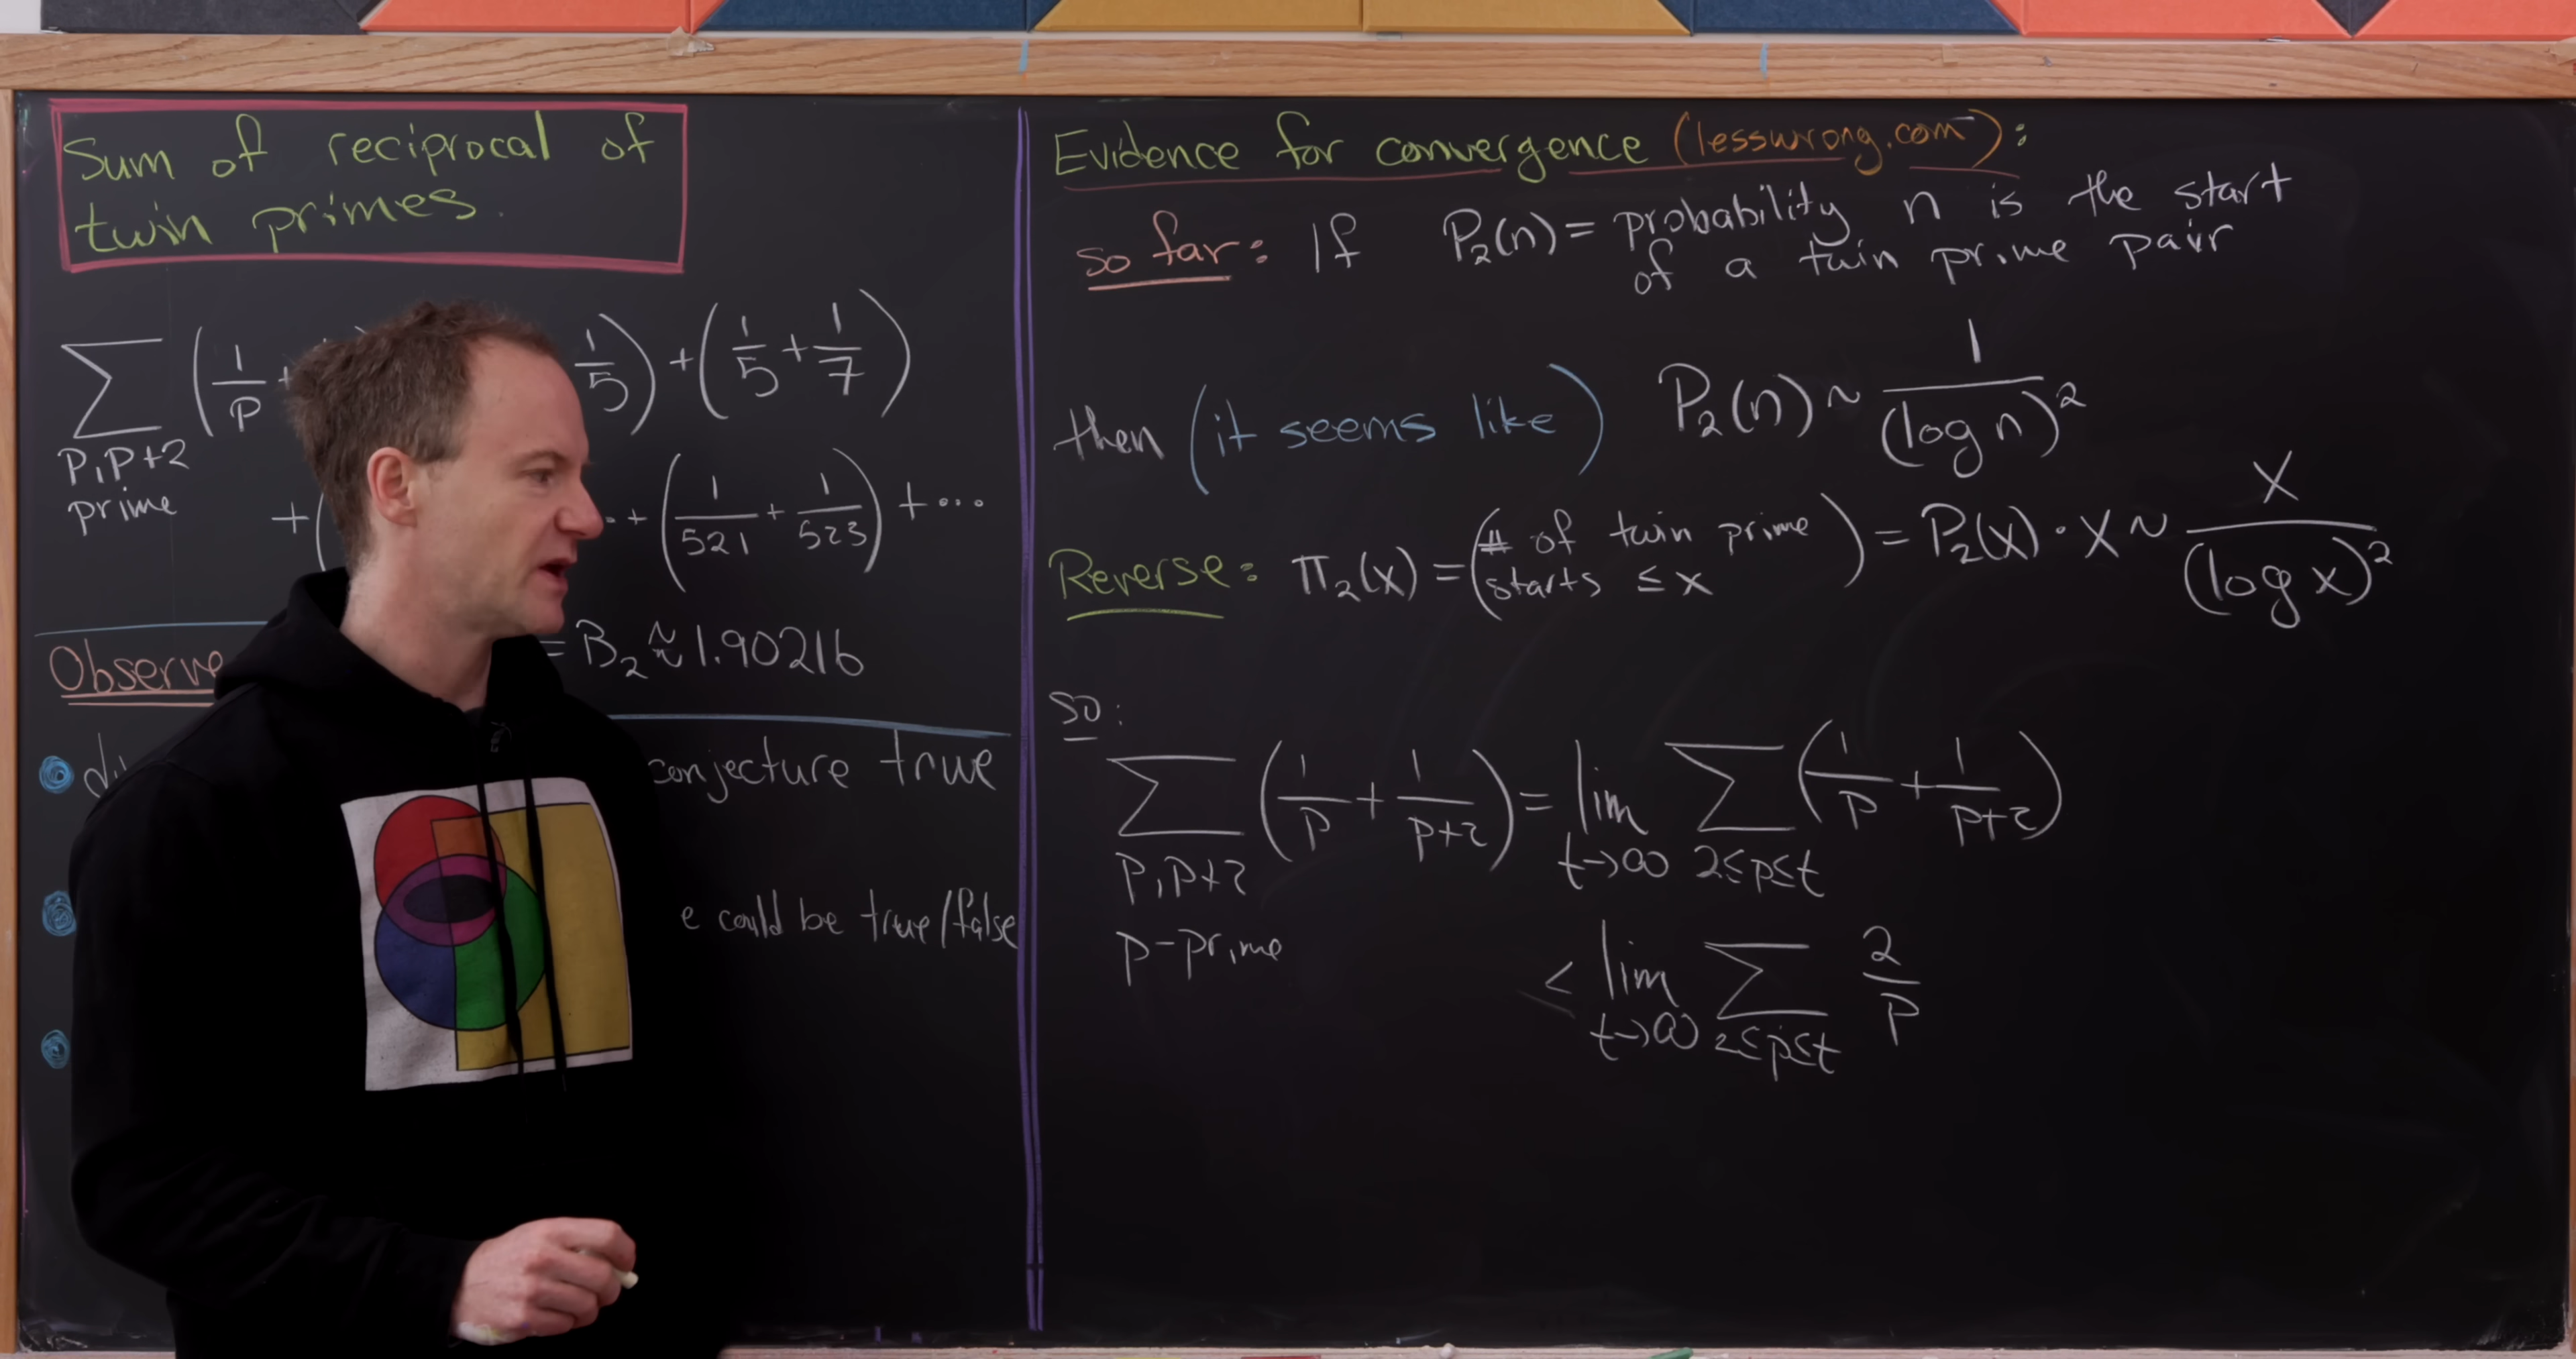 Sum of reciprocal of
twin primes.
∑ (1/p + 1/5) + (1/5 + 1/7)
p,p+2
prime
+ ( · + (1/521 + 1/523) + ...
Observe = B₂ ≈ 1.90216
conjecture true
e could be true/false
Evidence for convergence (lesswrong.com):
so far: If P₂(n) = probability n is the start
of a twin prime pair
then (it seems like) P₂(n) ~ 1/(log n)²
Reverse: π₂(x) = (# of twin prime
starts ≤ x) = P₂(x) · x ~ x/(log x)²
so:
∑ (1/p + 1/p+2) = lim ∑ (1/p + 1/p+2)
p,p+2 t→∞ 2≤p≤t
p-prime
< lim ∑ 2/p
t→∞ 2≤p≤t